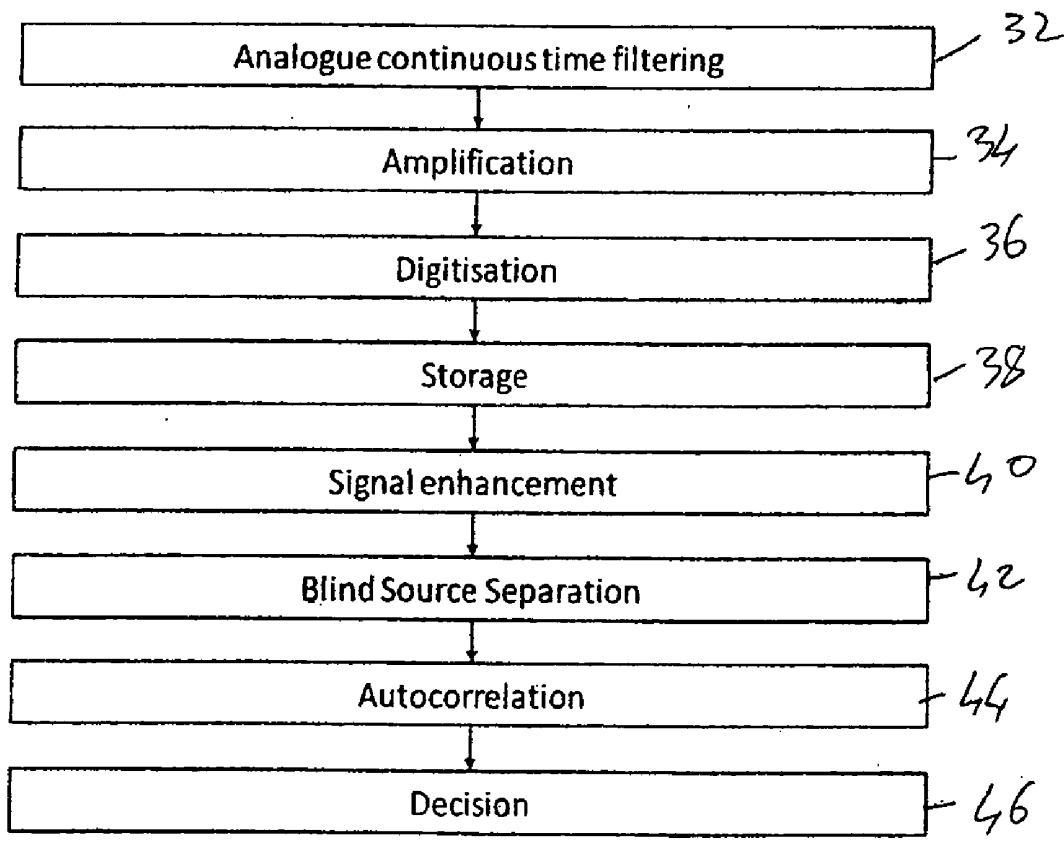 Analogue continuous time filtering 32
Amplification 34
Digitisation 36
Storage 38
Signal enhancement 40
Blind Source Separation 42
Autocorrelation 44
Decision 46